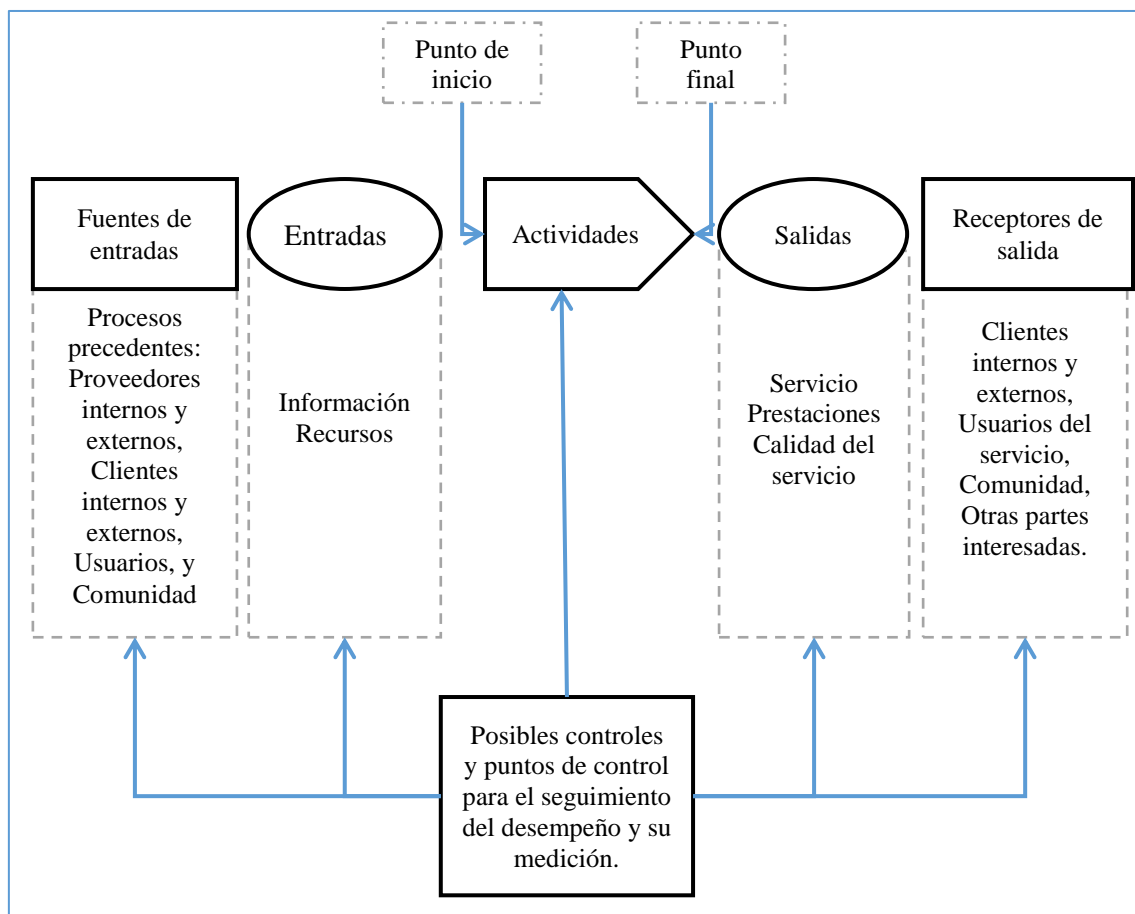 Punto de
inicio
Punto
final
Fuentes de
entradas
Entradas
Actividades
Salidas
Receptores de
salida
Procesos
precedentes:
Proveedores
internos y
externos,
Clientes
internos y
externos,
Usuarios, y
Comunidad
Información
Recursos
Servicio
Prestaciones
Calidad del
servicio
Clientes
internos y
externos,
Usuarios del
servicio,
Comunidad,
Otras partes
interesadas.
Posibles controles
y puntos de control
para el seguimiento
del desempeño y su
medición.